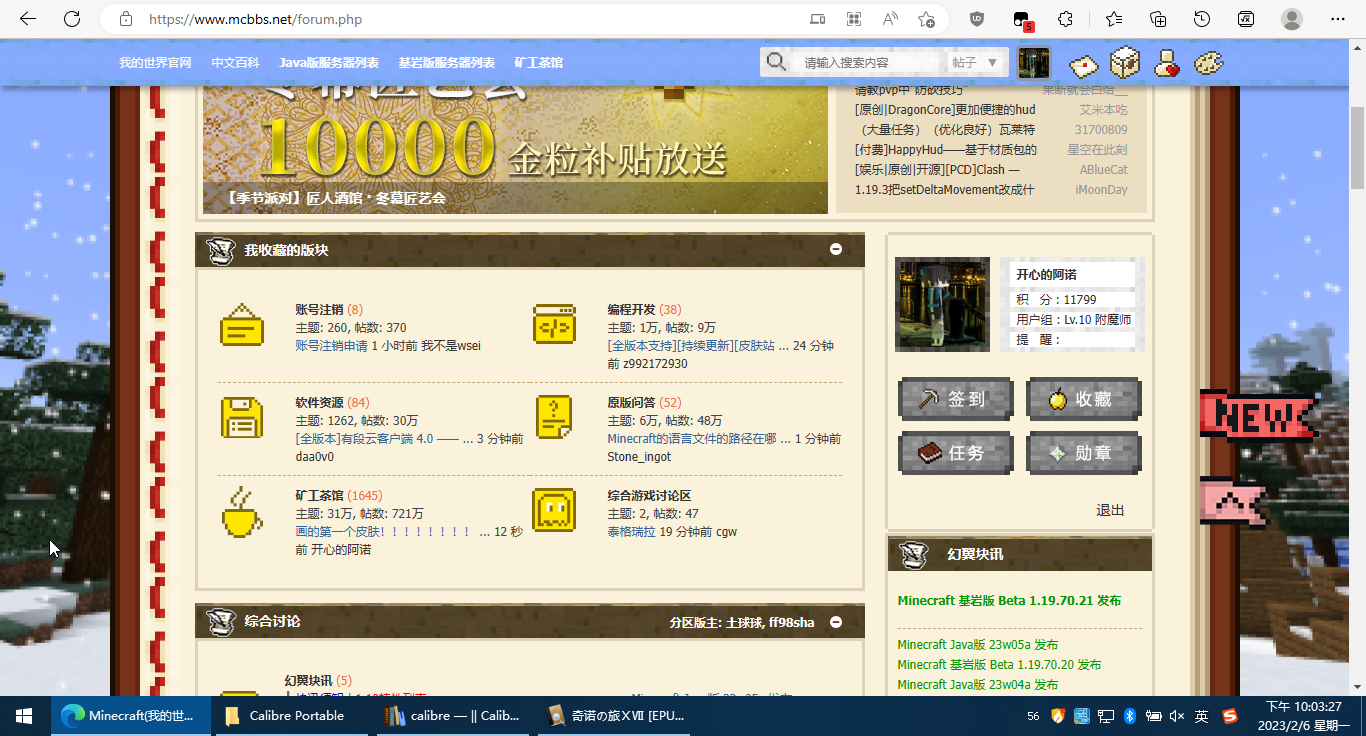 https://www.mcbbs.net/forum.php
5
我的世界官网 中文百科 Java版服务器列表 基岩版服务器列表 矿工茶馆
请输入搜索内容 帖子
10000 金粒补贴放送
【季节派对】匠人酒馆·冬幕匠艺会
请教pvp中"防砍技巧" 果断就会白给__
[原创|DragonCore]更加便捷的hud 艾米本吃
（大量任务）（优化良好）瓦莱特 31700809
[付费]HappyHud——基于材质包的 星空在此刻
[娱乐|原创|开源][PCD]Clash — ABlueCat
1.19.3把setDeltaMovement改成什 iMoonDay
我收藏的版块
账号注销 (8)
主题: 260, 帖数: 370
账号注销申请 1 小时前 我不是wsei
编程开发 (38)
主题: 1万, 帖数: 9万
[全版本支持][持续更新][皮肤站 ... 24 分钟
前 z992172930
软件资源 (84)
主题: 1262, 帖数: 30万
[全版本]有段云客户端 4.0 —— ... 3 分钟前
daa0v0
原版问答 (52)
主题: 6万, 帖数: 48万
Minecraft的语言文件的路径在哪 ... 1 分钟前
Stone_ingot
矿工茶馆 (1645)
主题: 31万, 帖数: 721万
画的第一个皮肤！！！！！！！！ ... 12 秒
前 开心的阿诺
综合游戏讨论区
主题: 2, 帖数: 47
泰格瑞拉 19 分钟前 cgw
开心的阿诺
积 分 : 11799
用户组 : Lv.10 附魔师
提 醒 :
签到 收藏
任务 勋章
退出
NEW
幻翼块讯
Minecraft 基岩版 Beta 1.19.70.21 发布
Minecraft Java版 23w05a 发布
Minecraft 基岩版 Beta 1.19.70.20 发布
Minecraft Java版 23w04a 发布
综合讨论 分区版主: 土球球, ff98sha
幻翼块讯 (5)
Minecraft(我的世... Calibre Portable calibre — || Calib... 奇诺の旅ⅩⅦ [EPU...
56 英
下午 10:03:27
2023/2/6 星期一